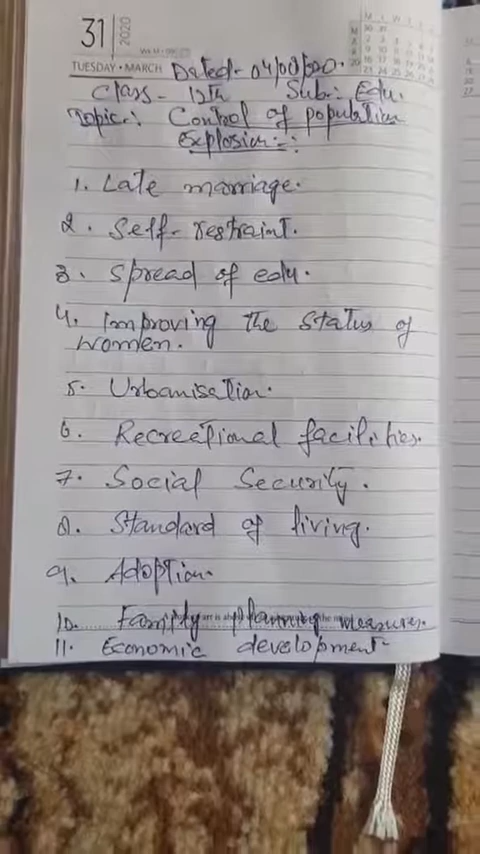 31 2020
TUESDAY • MARCH Dated:- 04/08/020.
Class - 12th Sub:- Edu.
Topic:- Control of population
Explosion:-:
1. Late marriage.
2. Self-restraint.
3. Spread of edu.
4. Improving the status of
women.
5. Urbanisation.
6. Recreational facilities.
7. Social Security.
8. Standard of living.
9. Adoption.
10. Family planning measures.
11. Economic development